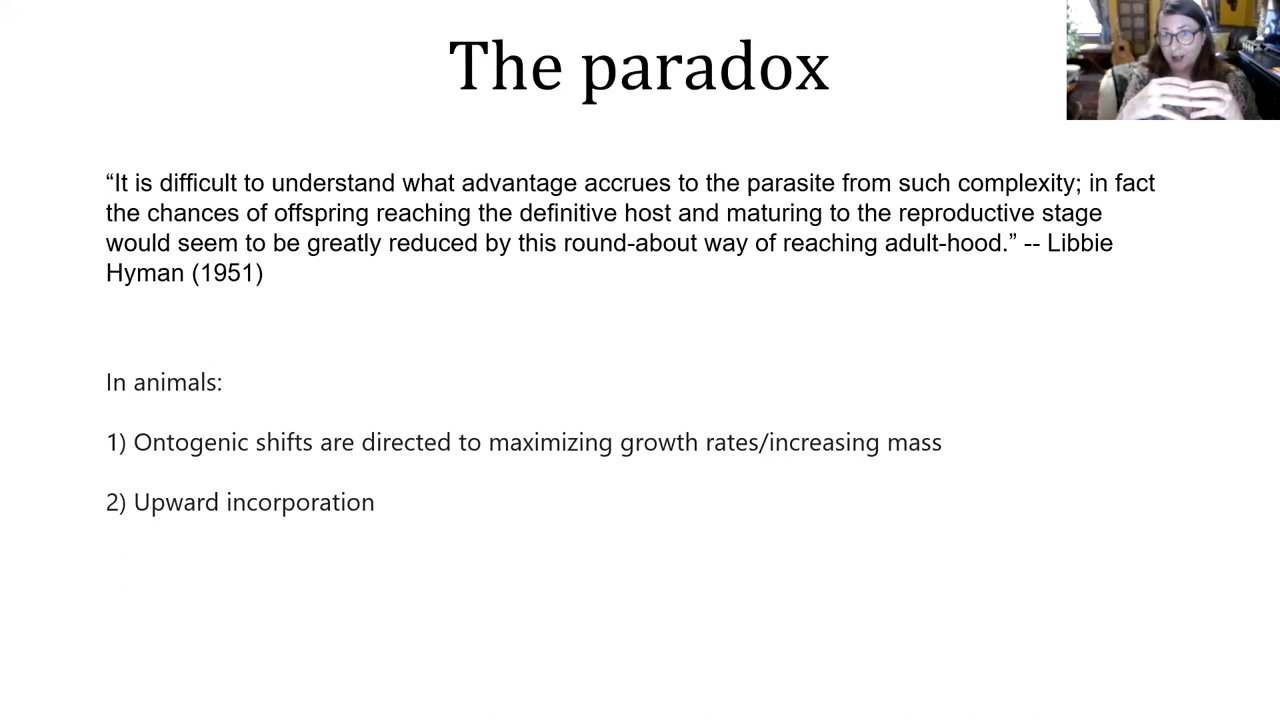 The paradox
“It is difficult to understand what advantage accrues to the parasite from such complexity; in fact
the chances of offspring reaching the definitive host and maturing to the reproductive stage
would seem to be greatly reduced by this round-about way of reaching adult-hood.” -- Libbie
Hyman (1951)
In animals:
1) Ontogenic shifts are directed to maximizing growth rates/increasing mass
2) Upward incorporation